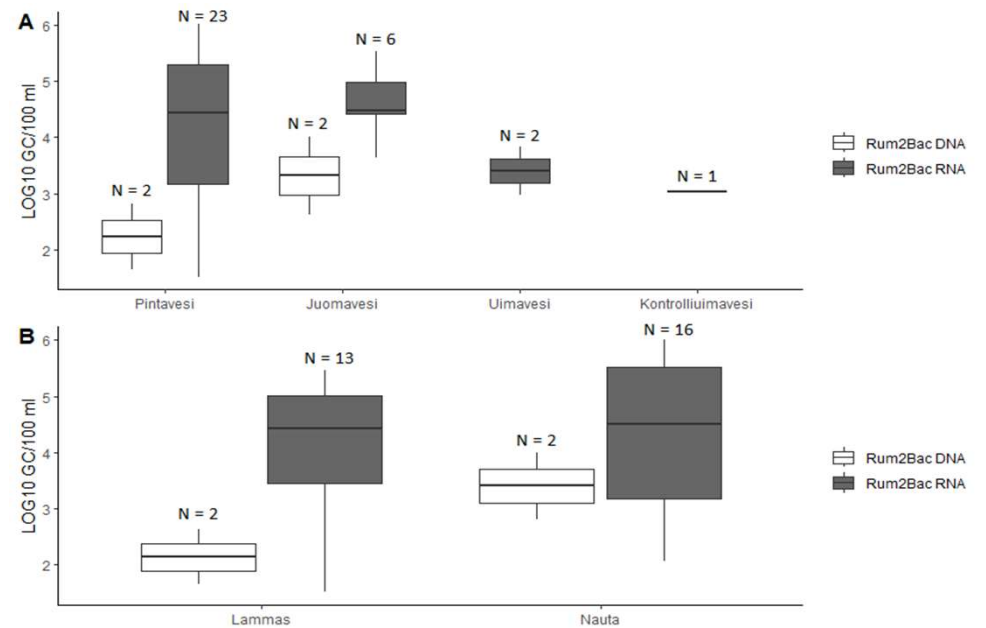 A
LOG10 GC/100 ml
6
5
4
3
2
N = 23
N = 6
N = 2
N = 2
N = 2
N = 1
Pintavesi
Juomavesi
Uimavesi
Kontrolliuimavesi
Rum2Bac DNA
Rum2Bac RNA
B
LOG10 GC/100 ml
6
5
4
3
2
N = 16
N = 13
N = 2
N = 2
Lammas
Nauta
Rum2Bac DNA
Rum2Bac RNA